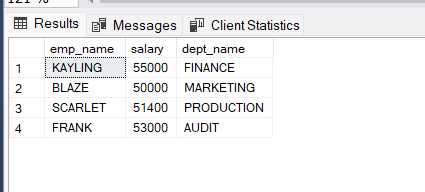 121 %
Results Messages Client Statistics
emp_name salary dept_name
1 KAYLING 55000 FINANCE
2 BLAZE 50000 MARKETING
3 SCARLET 51400 PRODUCTION
4 FRANK 53000 AUDIT